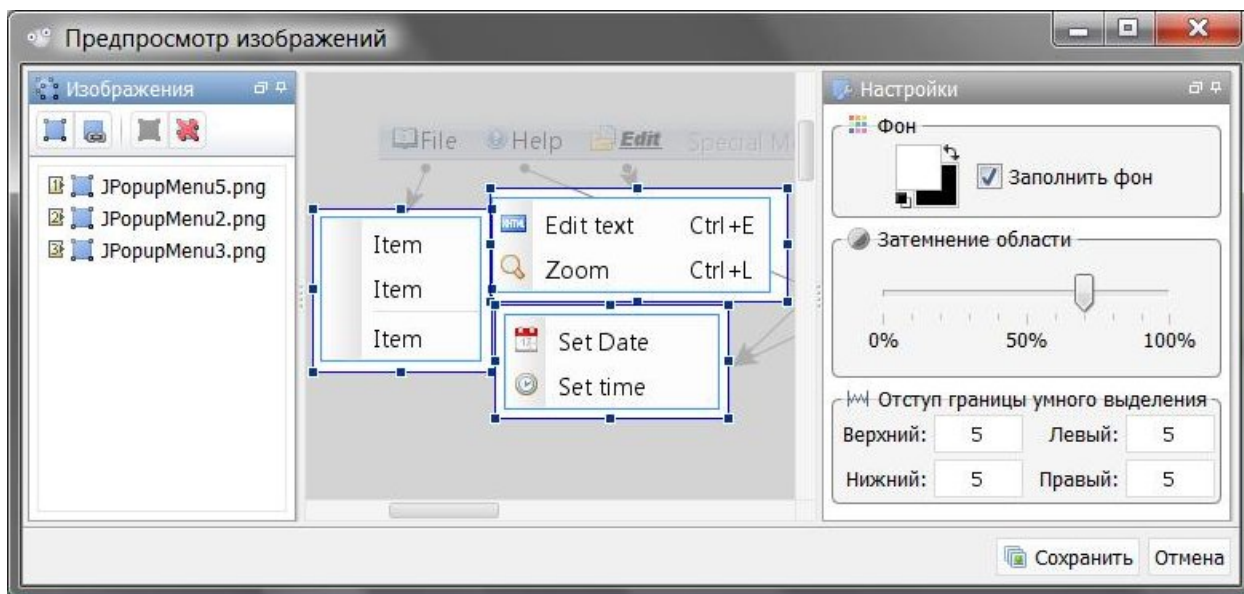 Предпросмотр изображений
Изображения
JPopupMenu5.png
JPopupMenu2.png
JPopupMenu3.png
File Help Edit Special M
Item
Item
Item
Edit text Ctrl+E
Zoom Ctrl+L
Set Date
Set time
Настройки
Фон
Заполнить фон
Затемнение области
0% 50% 100%
Отступ границы умного выделения
Верхний: 5 Левый: 5
Нижний: 5 Правый: 5
Сохранить Отмена